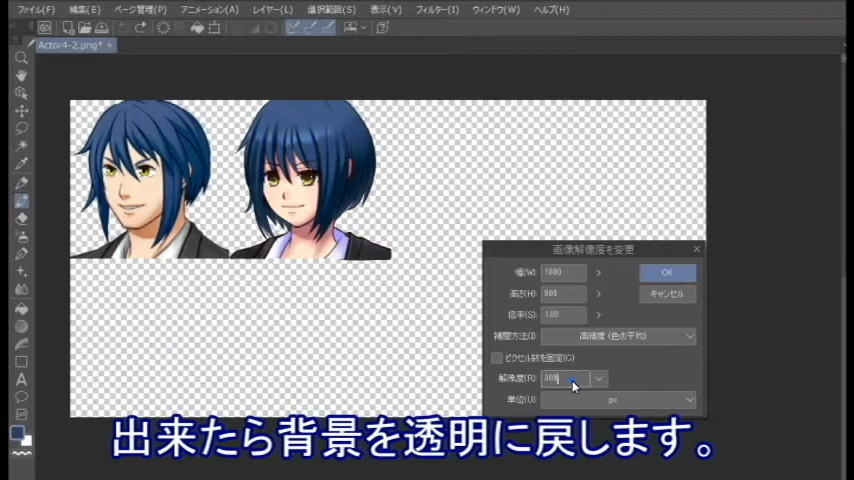 ファイル(F) 編集(E) ページ管理(P) アニメーション(A) レイヤー(L) 選択範囲(S) 表示(V) フィルター(I) ウィンドウ(W) ヘルプ(H)
Actor4-2.png*
画像解像度を変更
幅(W):
高さ(H): 900
倍率(S): 1.00
補間方法(I): 高精度 (色の平均)
ピクセル数を固定(C)
解像度(R): 300
単位(U): px
OK
キャンセル
出来たら背景を透明に戻します。